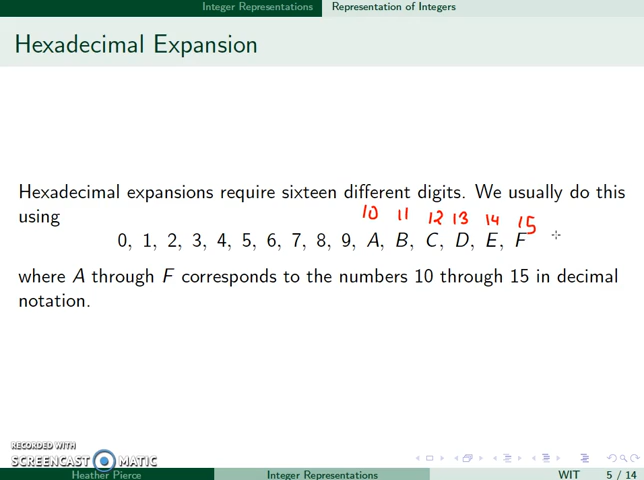 Integer Representations Representation of Integers
Hexadecimal Expansion
Hexadecimal expansions require sixteen different digits. We usually do this
using
10 11 12 13 14 15
0, 1, 2, 3, 4, 5, 6, 7, 8, 9, A, B, C, D, E, F
where A through F corresponds to the numbers 10 through 15 in decimal
notation.
RECORDED WITH
SCREENCAST MATIC
Heather Pierce Integer Representations WIT 5 / 14